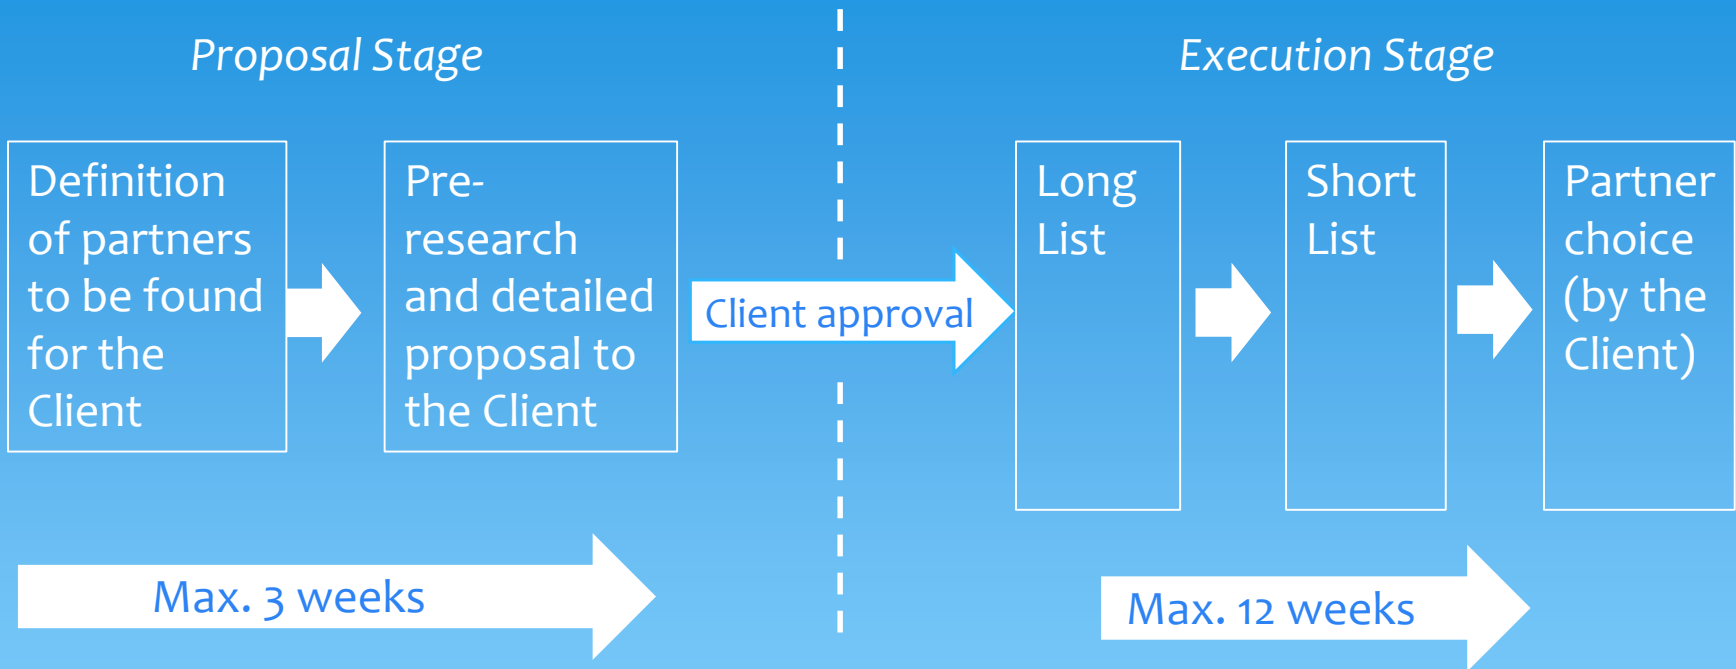 Proposal Stage
Execution Stage
Definition
of partners
to be found
for the
Client
Pre-
research
and detailed
proposal to
the Client
Client approval
Long
List
Short
List
Partner
choice
(by the
Client)
Max. 3 weeks
Max. 12 weeks